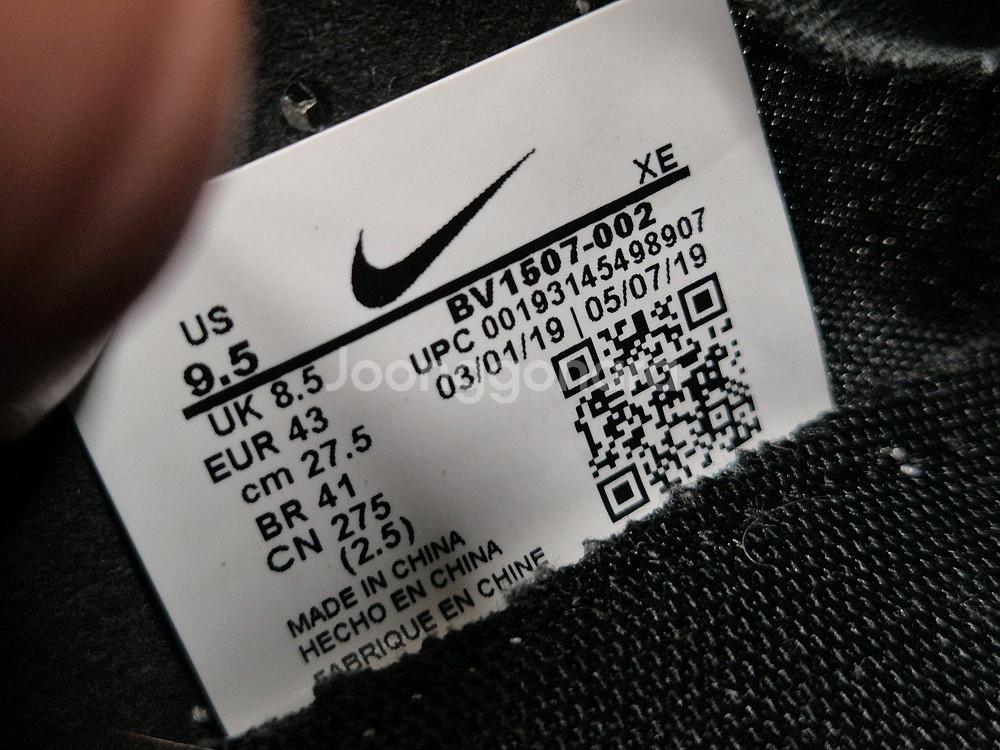 XE
US
9.5
UK 8.5
EUR 43
cm 27.5
BR 41
CN 275
(2.5)
BV1507-002
UPC 00193145498907
03/01/19 | 05/07/19
MADE IN CHINA
HECHO EN CHINA
FABRIQUE EN CHINE